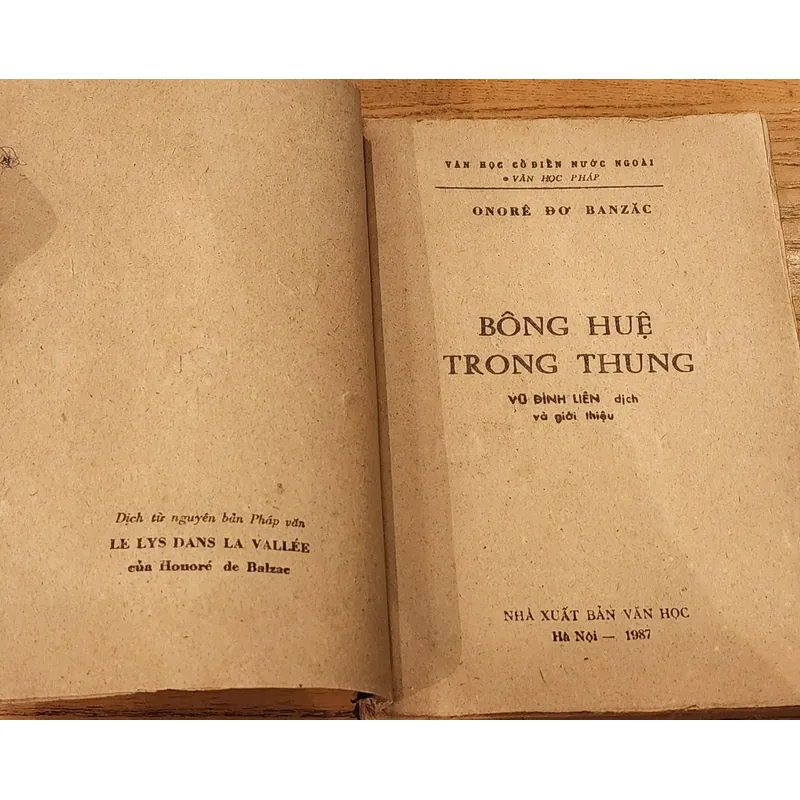 Dịch từ nguyên bản Pháp văn
LE LYS DANS LA VALLÉE
của Honoré de Balzac
VĂN HỌC CỔ ĐIỂN NƯỚC NGOÀI
• VĂN HỌC PHÁP
ONORÊ ĐƠ BANZĂC
BÔNG HUỆ
TRONG THUNG
VŨ ĐÌNH LIÊN dịch
và giới thiệu
NHÀ XUẤT BẢN VĂN HỌC
Hà Nội — 1987